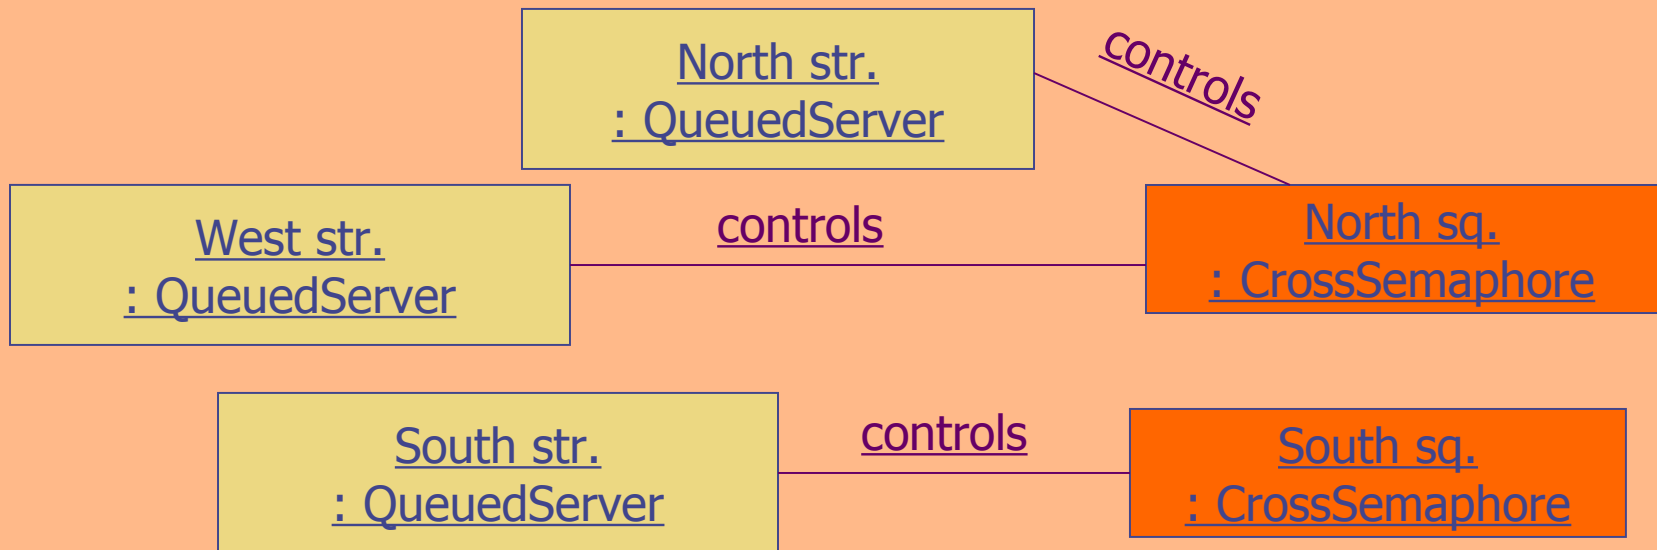 North str.
: QueuedServer
controls
West str.
: QueuedServer
controls
North sq.
: CrossSemaphore
South str.
: QueuedServer
controls
South sq.
: CrossSemaphore